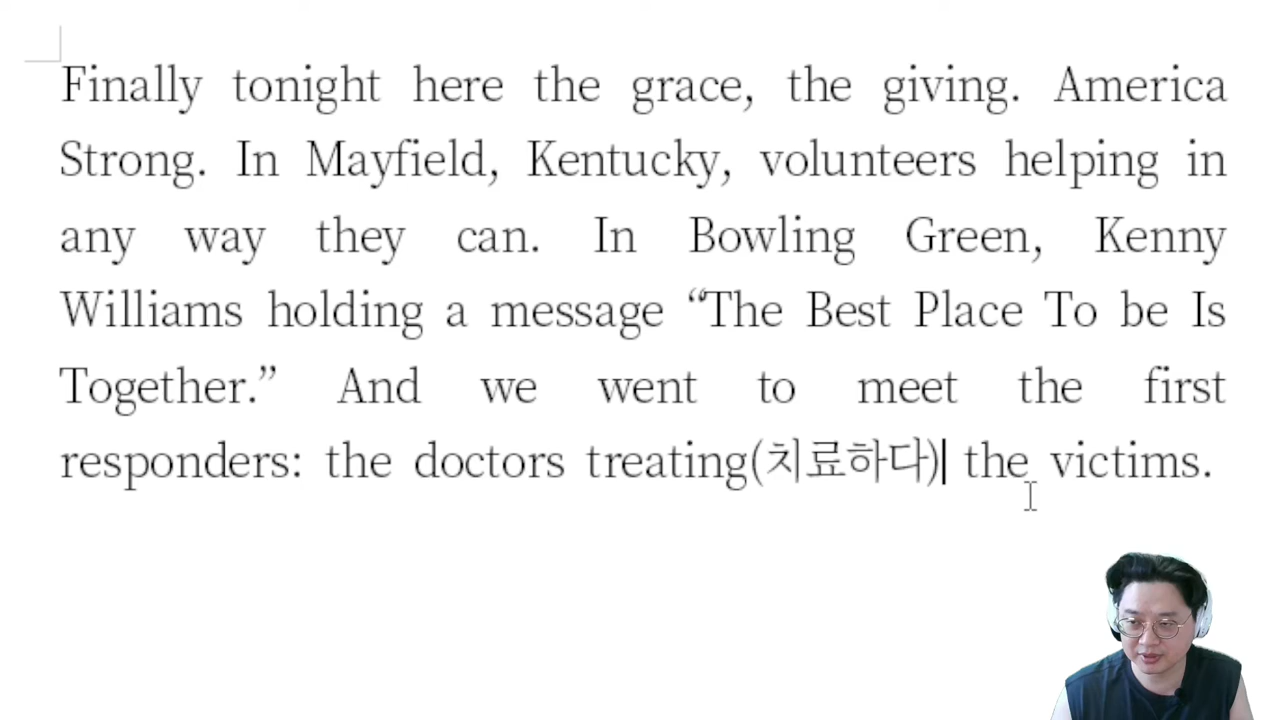 Finally tonight here the grace, the giving. America
Strong. In Mayfield, Kentucky, volunteers helping in
any way they can. In Bowling Green, Kenny
Williams holding a message “The Best Place To be Is
Together.” And we went to meet the first
responders: the doctors treating(치료하다) the victims.